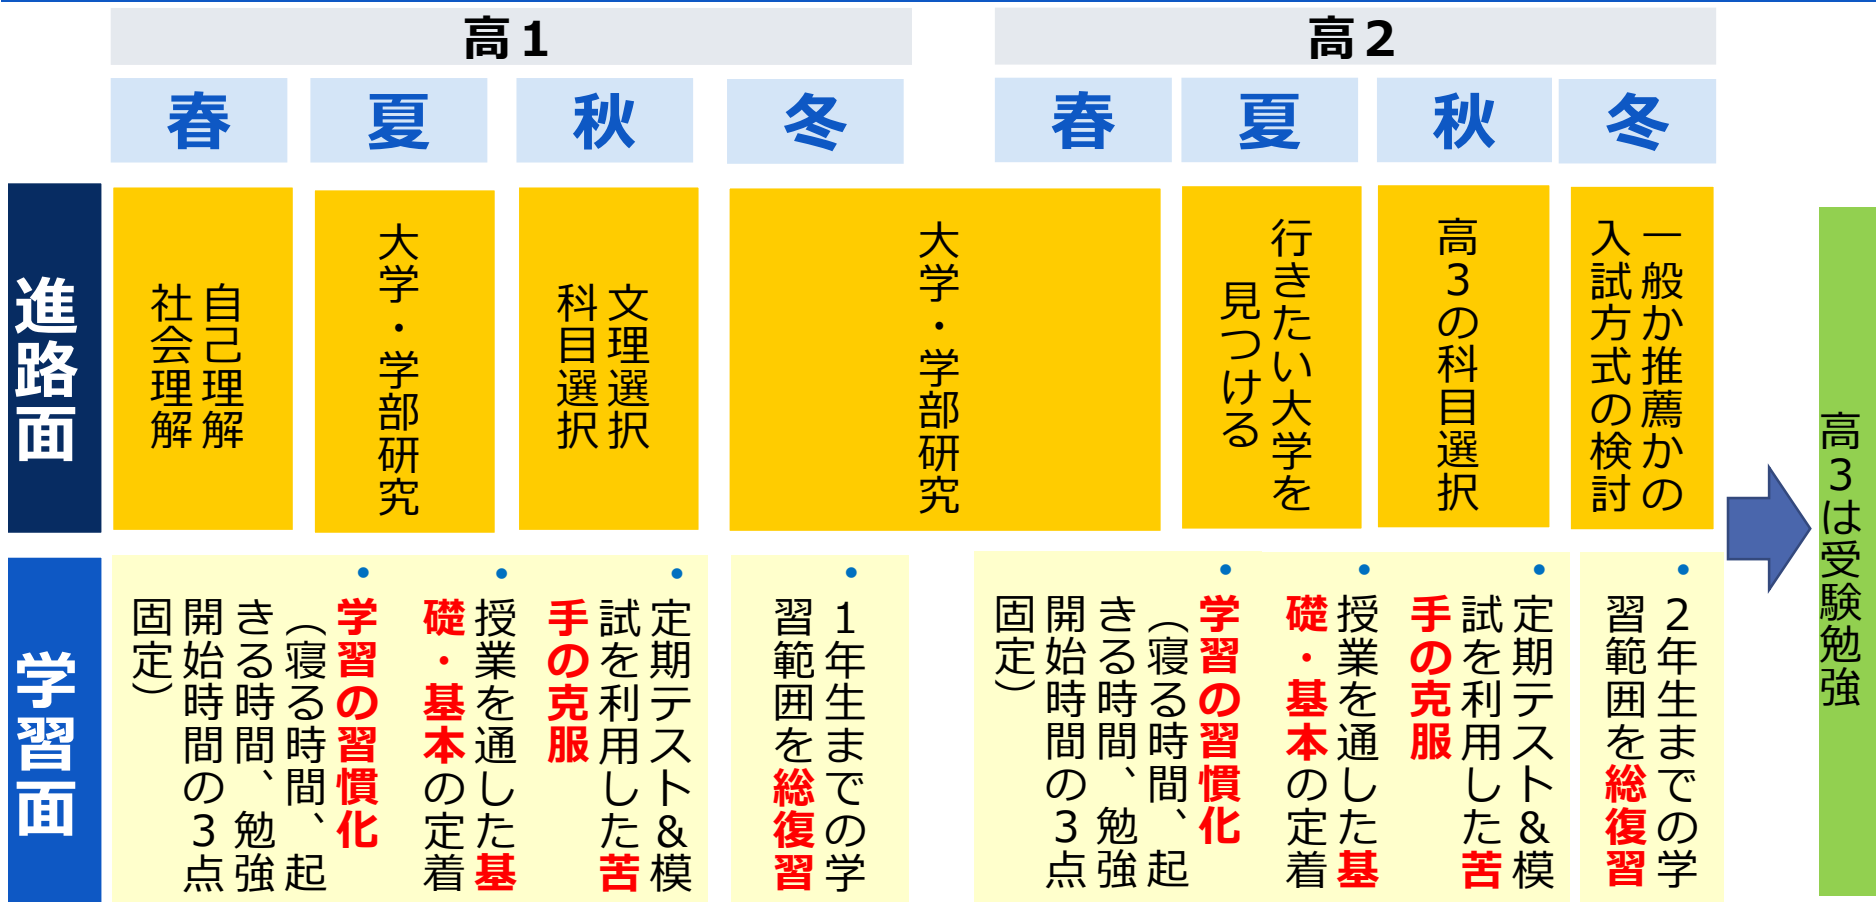 高1
高2
春
夏
秋
冬
春
夏
秋
冬
進路面
自己理解
社会理解
大学・学部研究
文理選択
科目選択
大学・学部研究
行きたい大学を
見つける
高3の科目選択
一般か推薦かの
入試方式の検討
学習面
・定期テスト&模
試を利用した苦
手の克服
・授業を通した基
礎・基本の定着
・学習の習慣化
（寝る時間、起
きる時間、勉強
開始時間の3点
固定）
・1年生までの学
習範囲を総復習
・定期テスト&模
試を利用した苦
手の克服
・授業を通した基
礎・基本の定着
・学習の習慣化
（寝る時間、起
きる時間、勉強
開始時間の3点
固定）
・2年生までの学
習範囲を総復習
高3は受験勉強